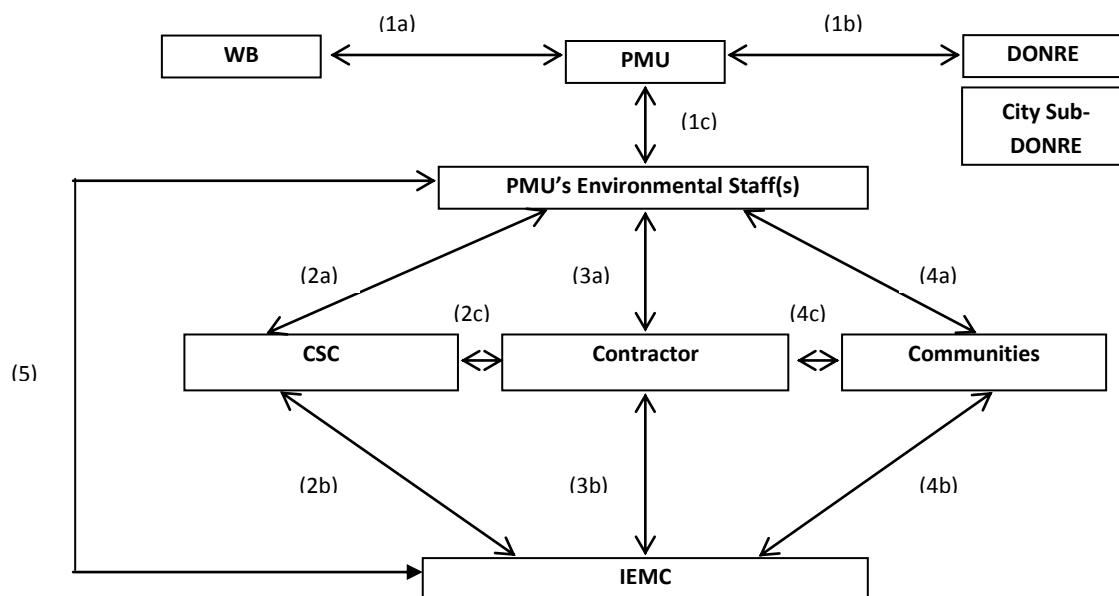 (1a)
(1b)
WB
PMU
DONRE
(1c)
City Sub-
DONRE
PMU’s Environmental Staff(s)
(2a)
(3a)
(4a)
(2c)
(4c)
CSC
Contractor
Communities
(5)
(2b)
(3b)
(4b)
IEMC